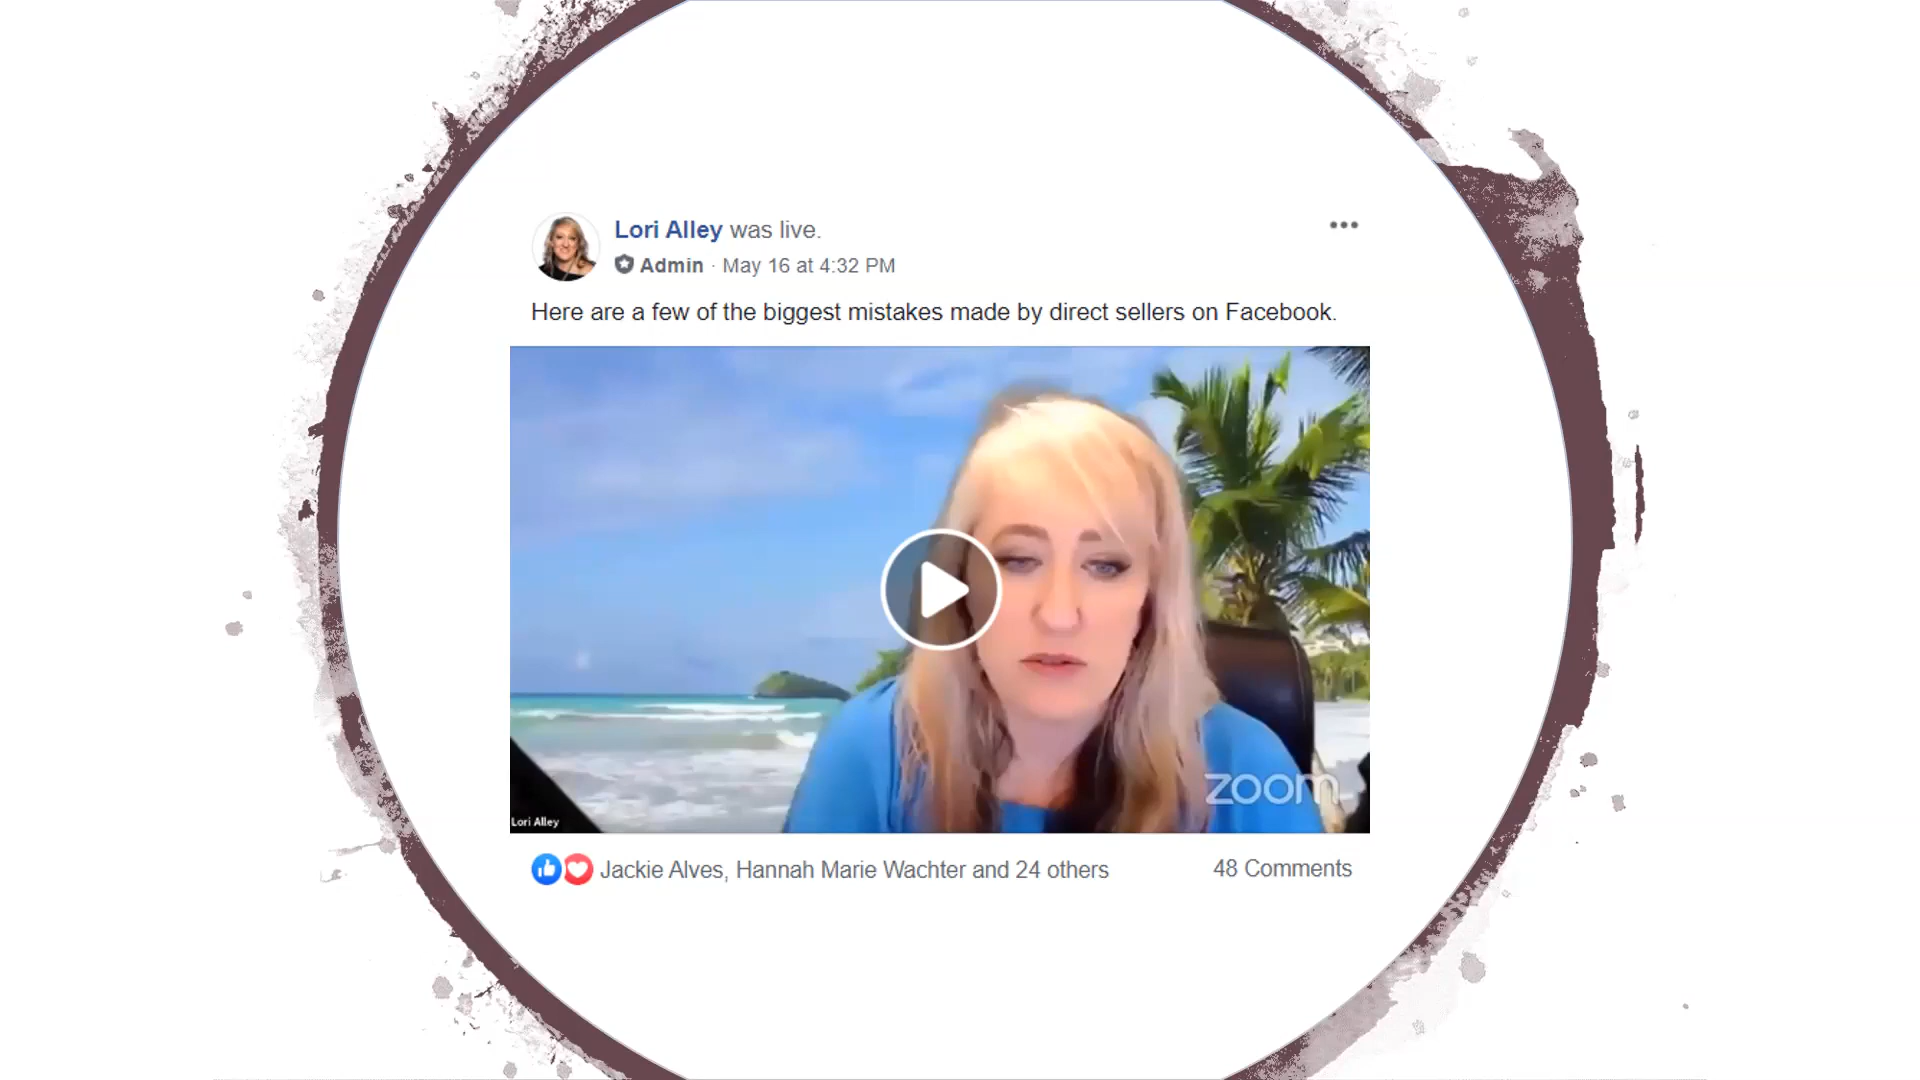 Lori Alley was live.
Admin · May 16 at 4:32 PM
Here are a few of the biggest mistakes made by direct sellers on Facebook.
zoom
Lori Alley
Jackie Alves, Hannah Marie Wachter and 24 others
48 Comments